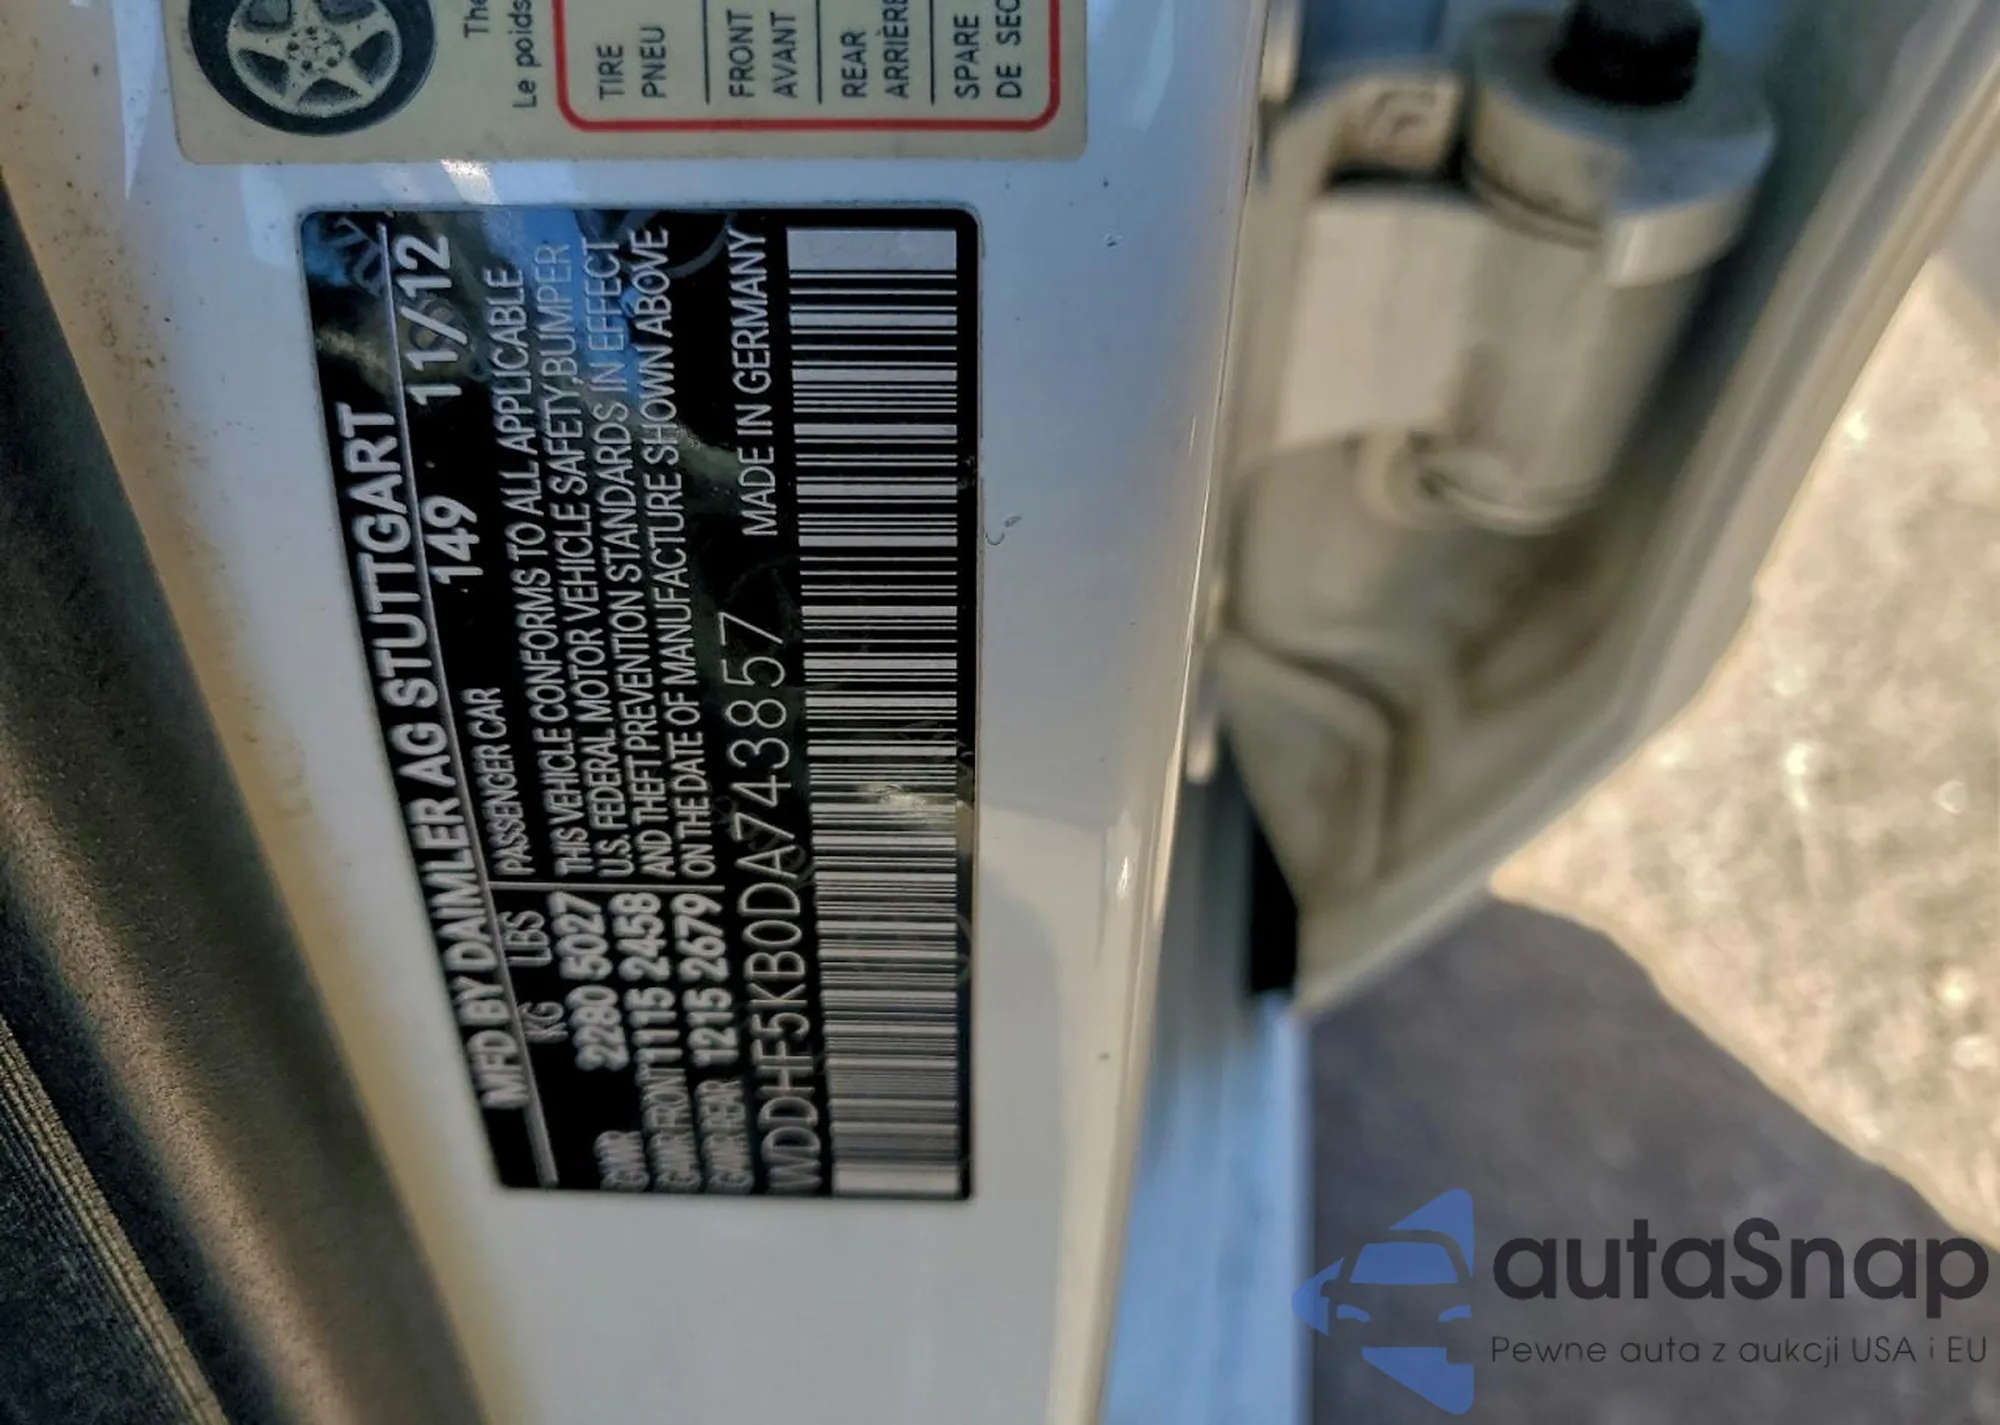 The
Le poids
TIRE
PNEU
FRONT
AVANT
REAR
ARRIÈRE
SPARE
DE SEC
MFD BY DAIMLER AG STUTTGART
149 11/12
PASSENGER CAR
KG LBS
THIS VEHICLE CONFORMS TO ALL APPLICABLE
U.S. FEDERAL MOTOR VEHICLE SAFETY,BUMPER
AND THEFT PREVENTION STANDARDS IN EFFECT
ON THE DATE OF MANUFACTURE SHOWN ABOVE
GVWR 2280 5027
GAWR FRONT 1115 2458
GAWR REAR 1215 2679
MADE IN GERMANY
WDDHF5KB0DA743857
autaSnap
Pewne auta z aukcji USA i EU